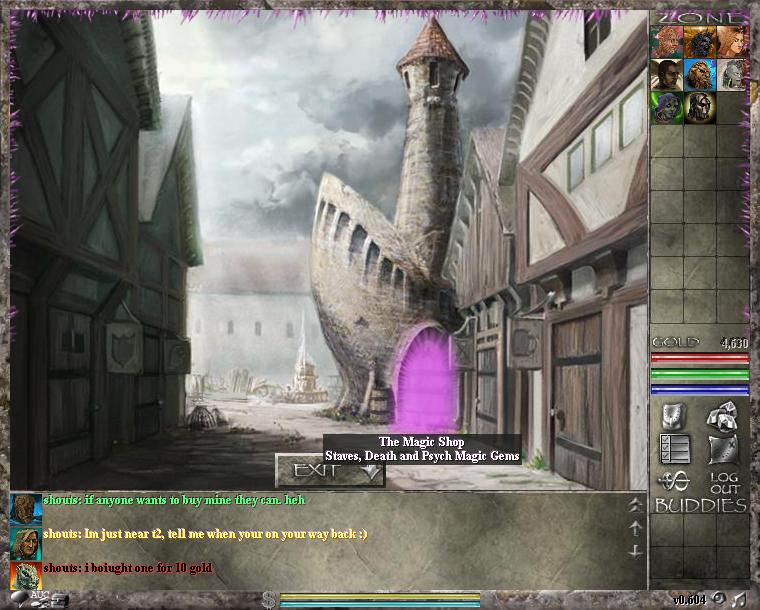 ZONE
GOLD 4,630
The Magic Shop
Staves, Death and Psych Magic Gems
EXIT
LOG
OUT
BUDDIES
shouts: if anyone wants to buy mine they can. heh
shouts: Im just near t2, tell me when your on your way back :)
shouts: i boiught one for 10 gold
AUC
$
v0.604